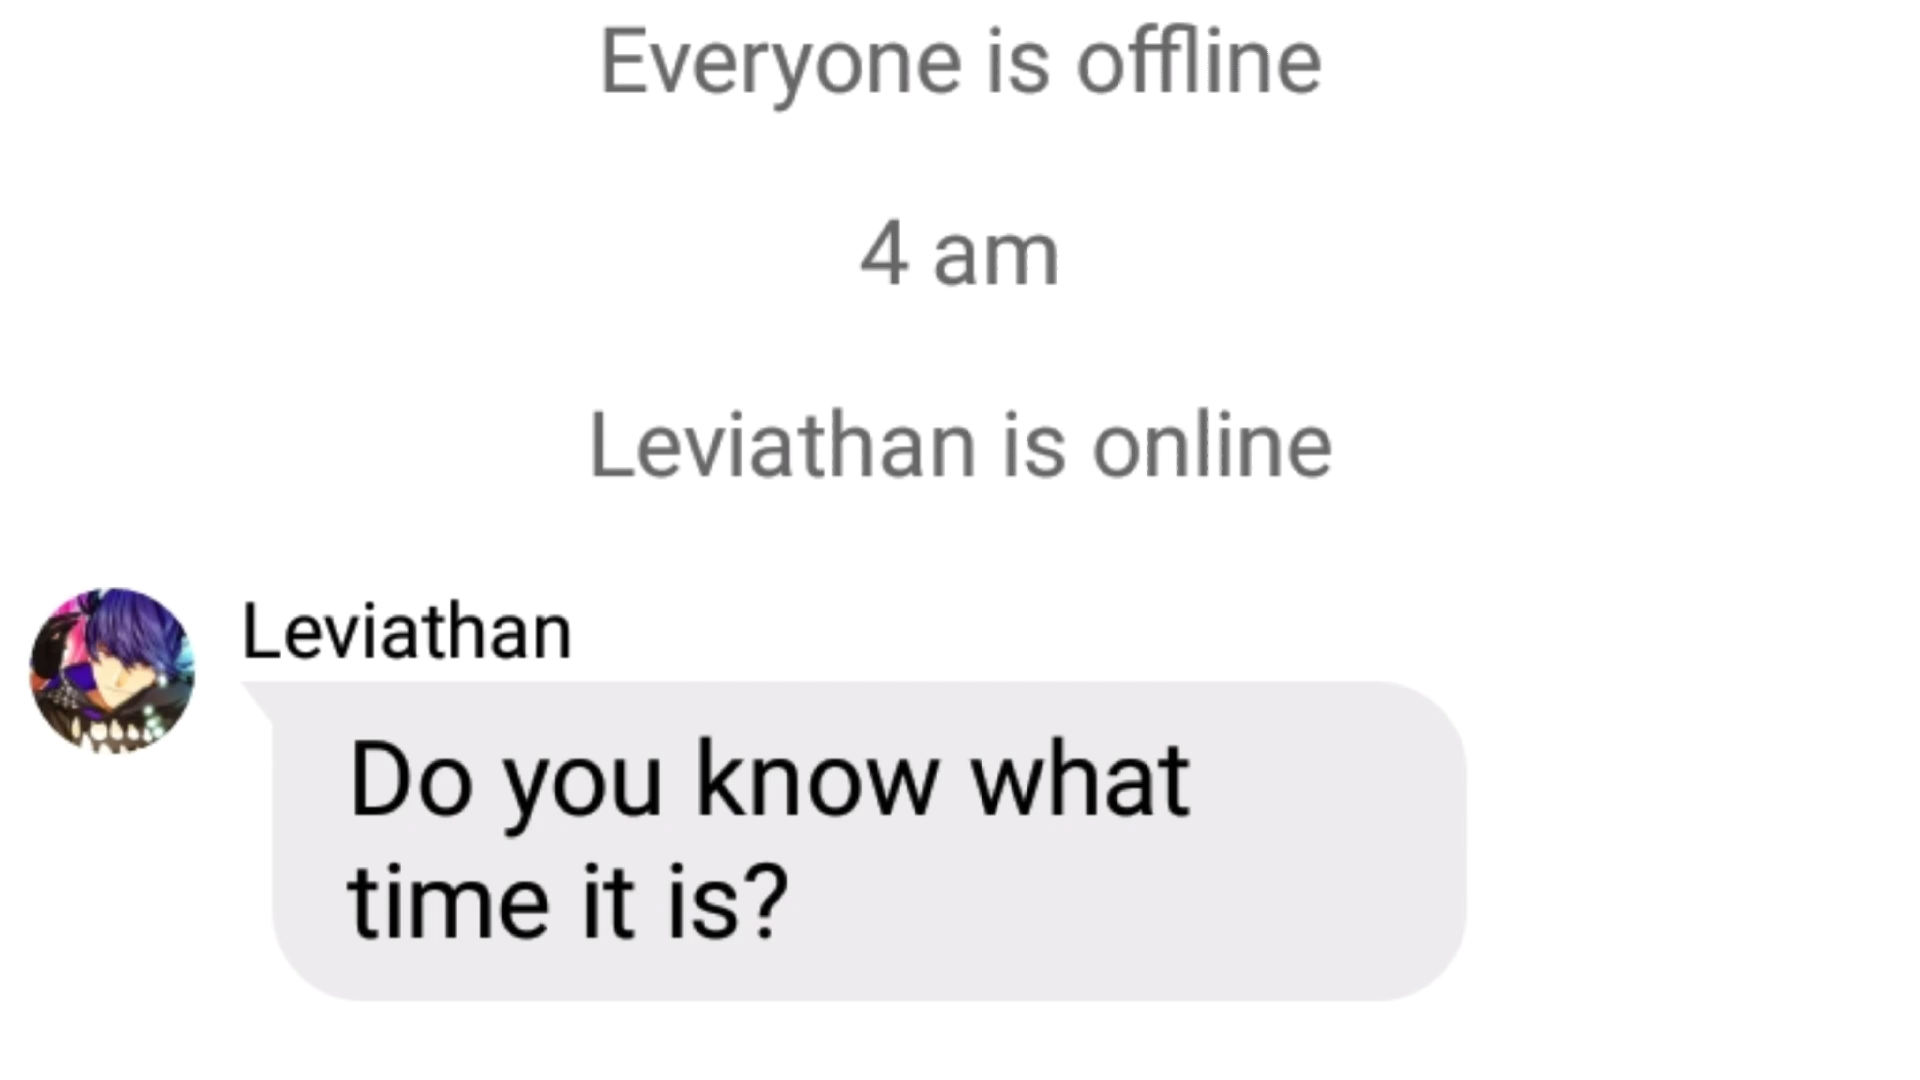 Everyone is offline
4 am
Leviathan is online
Leviathan
Do you know what
time it is?